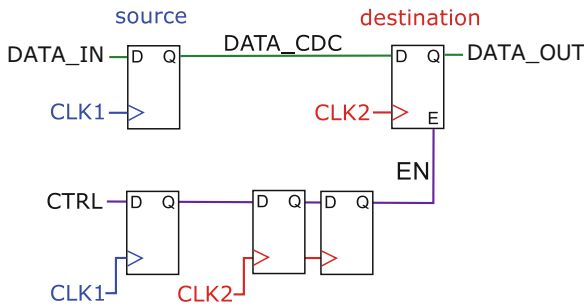 source
destination
DATA_IN
D
Q
DATA_CDC
D
Q
DATA_OUT
CLK1
CLK2
E
EN
CTRL
D
Q
D
Q
D
Q
CLK1
CLK2